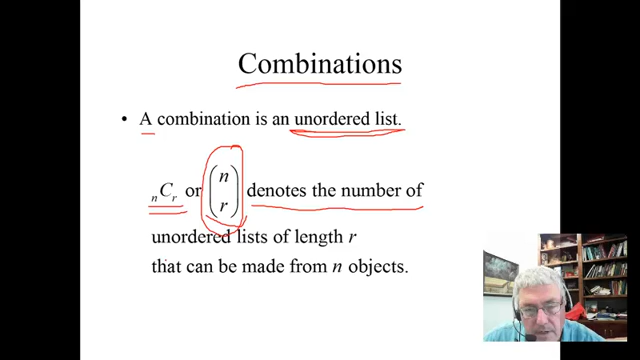 Combinations
• A combination is an unordered list.
ₙCᵣ or (n r) denotes the number of
unordered lists of length r
that can be made from n objects.